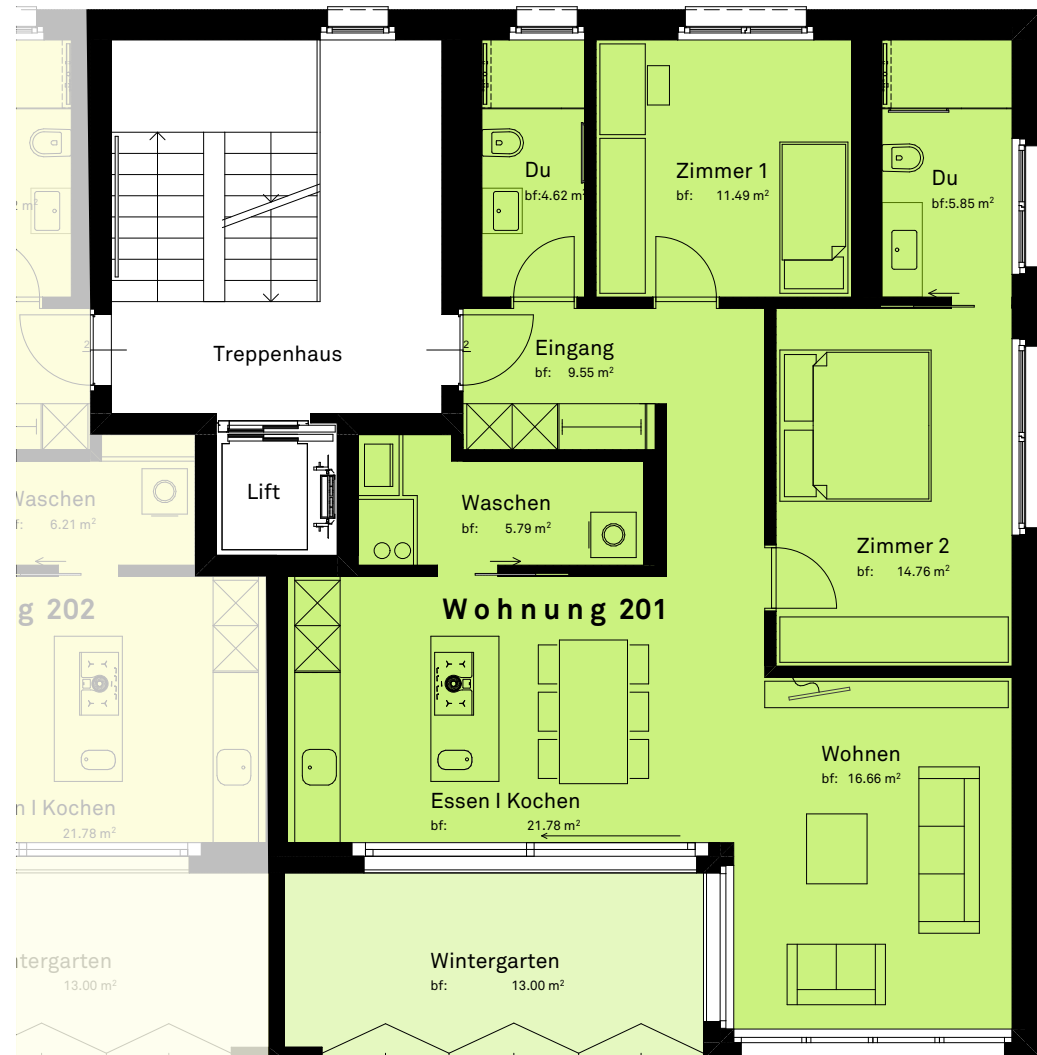 Du
bf:4.62 m²
Zimmer 1
bf: 11.49 m²
Du
bf:5.85 m²
Treppenhaus
2
2
Eingang
bf: 9.55 m²
Lift
Waschen
bf: 5.79 m²
Waschen
6.21 m²
Zimmer 2
bf: 14.76 m²
202
Wohnung 201
Wohnen
bf: 16.66 m²
Essen I Kochen
bf: 21.78 m²
n I Kochen
21.78 m²
Wintergarten
bf: 13.00 m²
ntergarten
13.00 m²